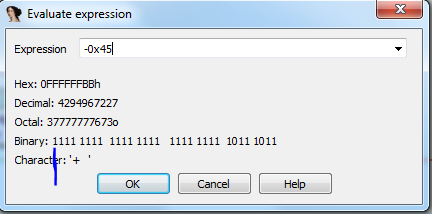 Evaluate expression
Expression -0x45
Hex: 0FFFFFFBBh
Decimal: 4294967227
Octal: 37777777673o
Binary: 1111 1111 1111 1111 1111 1111 1011 1011
Character: '+ '
OK Cancel Help